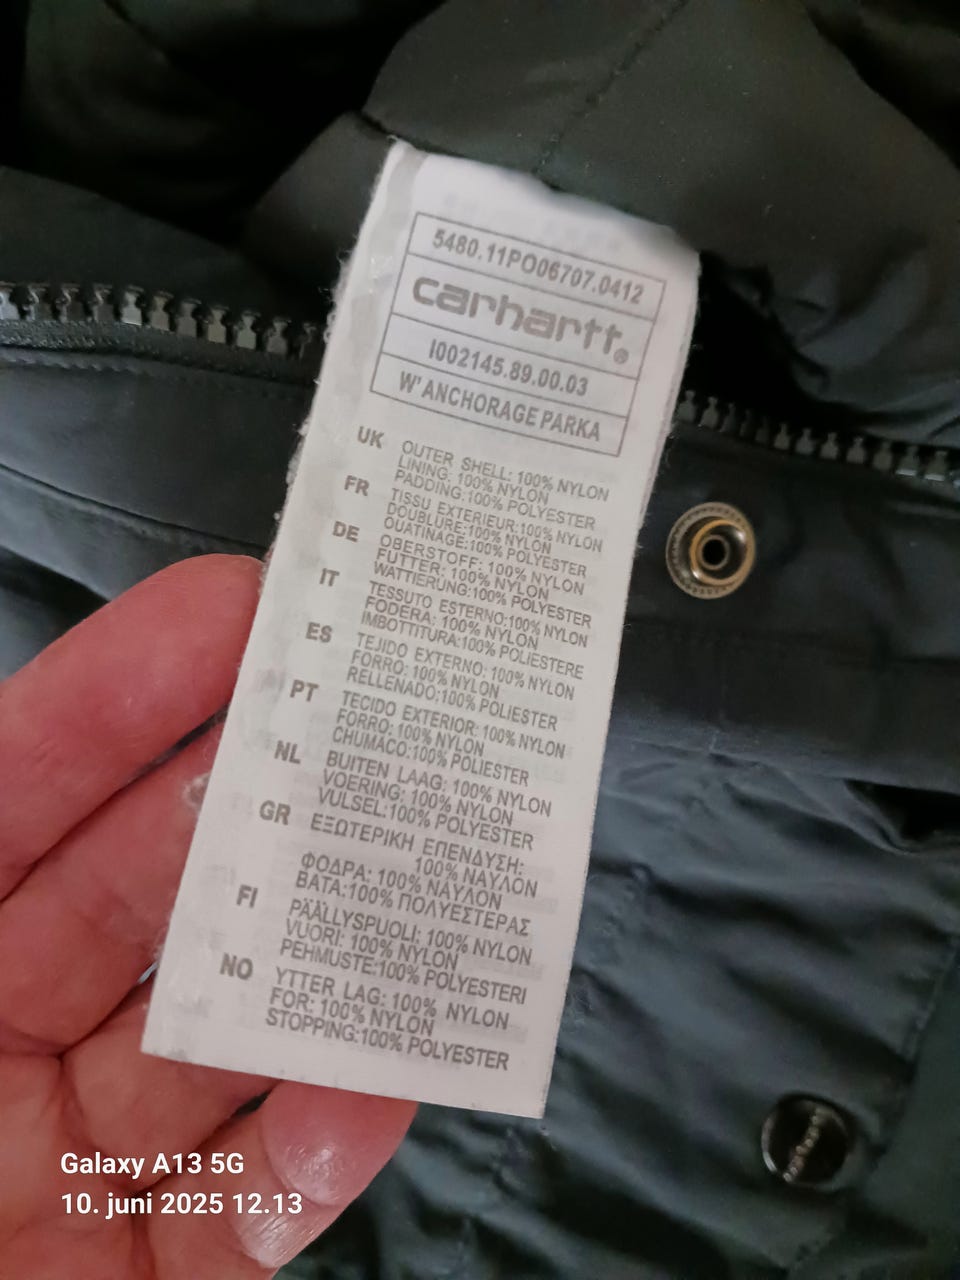 5480.11PO06707.0412
carhartt®
I002145.89.00.03
W' ANCHORAGE PARKA
UK OUTER SHELL: 100% NYLON
LINING: 100% NYLON
PADDING:100% POLYESTER
FR TISSU EXTERIEUR:100% NYLON
DOUBLURE:100% NYLON
OUATINAGE:100% POLYESTER
DE OBERSTOFF: 100% NYLON
FUTTER: 100% NYLON
WATTIERUNG:100% POLYESTER
IT TESSUTO ESTERNO:100% NYLON
FODERA: 100% NYLON
IMBOTTITURA:100% POLIESTERE
ES TEJIDO EXTERNO: 100% NYLON
FORRO: 100% NYLON
RELLENADO:100% POLIESTER
PT TECIDO EXTERIOR: 100% NYLON
FORRO: 100% NYLON
CHUMACO:100% POLIESTER
NL BUITEN LAAG: 100% NYLON
VOERING: 100% NYLON
VULSEL:100% POLYESTER
GR ΕΞΩΤΕΡΙΚΗ ΕΠΕΝΔΥΣΗ:
100% ΝΑΥΛΟΝ
ΦΟΔΡΑ: 100% ΝΑΥΛΟΝ
ΒΑΤΑ:100% ΠΟΛΥΕΣΤΕΡΑΣ
FI PÄÄLLYSPUOLI: 100% NYLON
VUORI: 100% NYLON
PEHMUSTE:100% POLYESTERI
NO YTTER LAG: 100% NYLON
FOR: 100% NYLON
STOPPING:100% POLYESTER
carhartt
Galaxy A13 5G
10. juni 2025 12.13